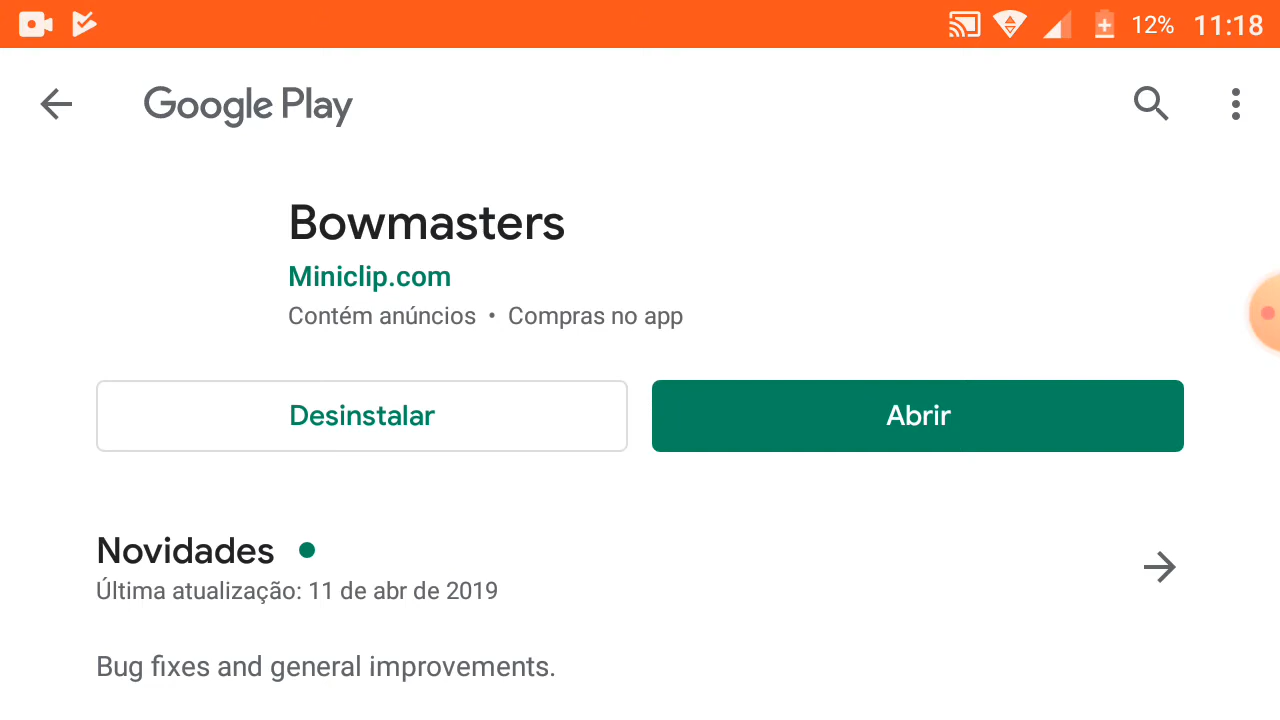 12% 11:18
Google Play
Bowmasters
Miniclip.com
Contém anúncios • Compras no app
Desinstalar
Abrir
Novidades
Última atualização: 11 de abr de 2019
Bug fixes and general improvements.